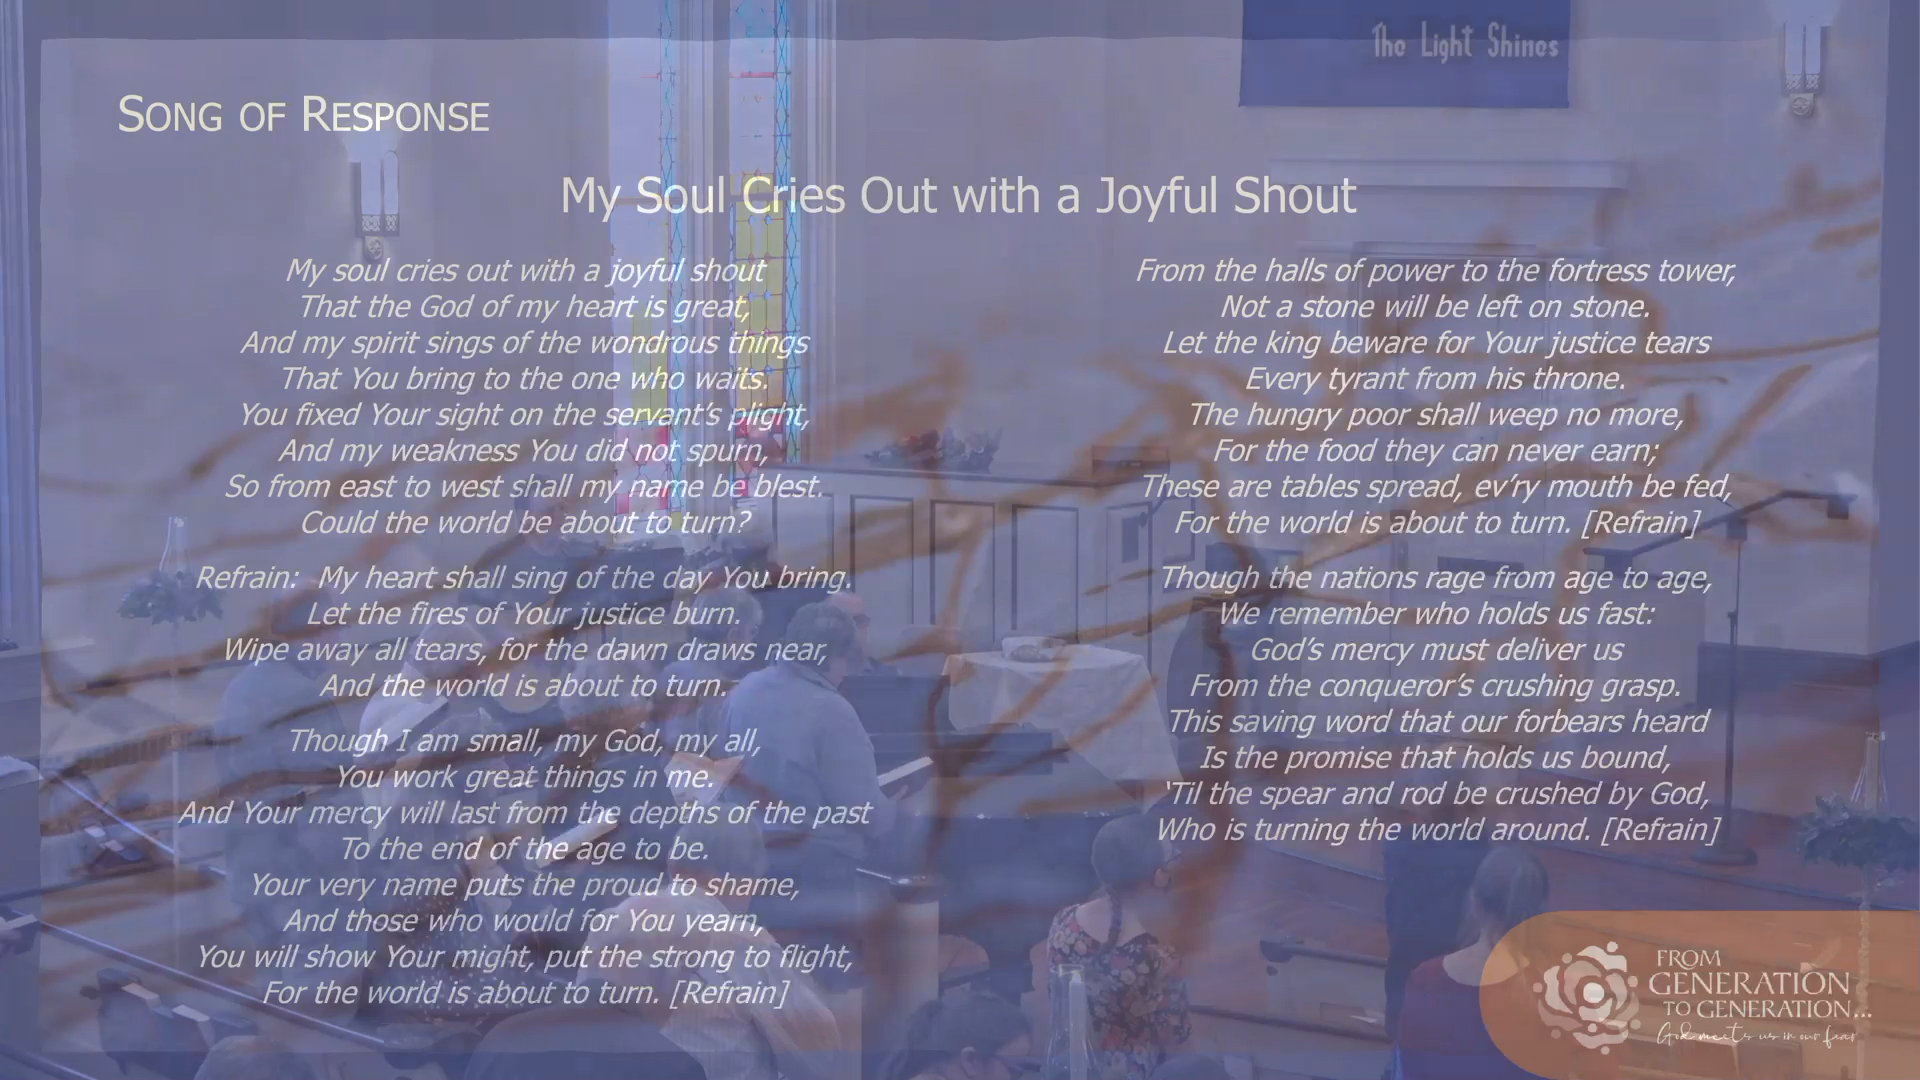 The Light Shines
SONG OF RESPONSE
My Soul Cries Out with a Joyful Shout
My soul cries out with a joyful shout
That the God of my heart is great,
And my spirit sings of the wondrous things
That You bring to the one who waits.
You fixed Your sight on the servant's plight,
And my weakness You did not spurn,
So from east to west shall my name be blest.
Could the world be about to turn?
Refrain: My heart shall sing of the day You bring.
Let the fires of Your justice burn.
Wipe away all tears, for the dawn draws near,
And the world is about to turn.
Though I am small, my God, my all,
You work great things in me.
And Your mercy will last from the depths of the past
To the end of the age to be.
Your very name puts the proud to shame,
And those who would for You yearn,
You will show Your might, put the strong to flight,
For the world is about to turn. [Refrain]
From the halls of power to the fortress tower,
Not a stone will be left on stone.
Let the king beware for Your justice tears
Every tyrant from his throne.
The hungry poor shall weep no more,
For the food they can never earn;
These are tables spread, ev'ry mouth be fed,
For the world is about to turn. [Refrain]
Though the nations rage from age to age,
We remember who holds us fast:
God's mercy must deliver us
From the conqueror's crushing grasp.
This saving word that our forbears heard
Is the promise that holds us bound,
'Til the spear and rod be crushed by God,
Who is turning the world around. [Refrain]
FROM
GENERATION
TO GENERATION...
God meets us in our fear